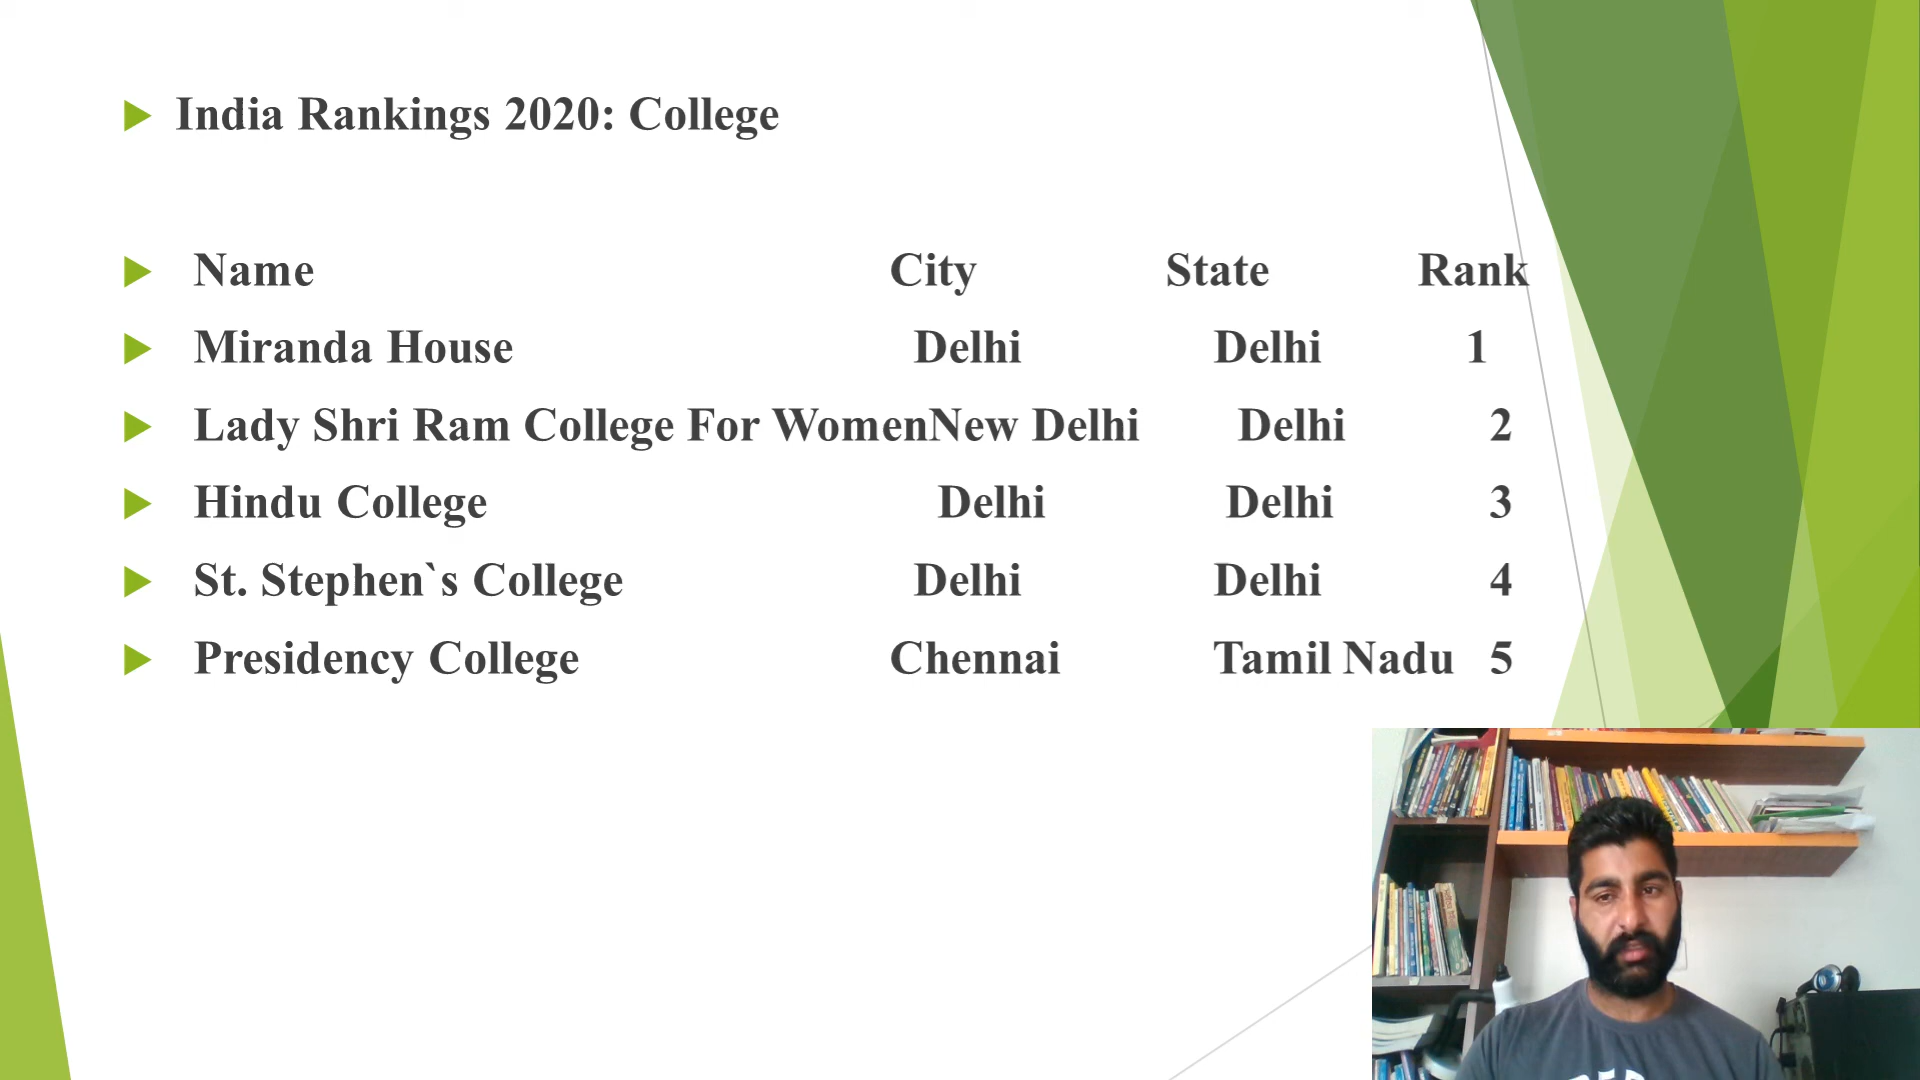 India Rankings 2020: College
Name City State Rank
Miranda House Delhi Delhi 1
Lady Shri Ram College For WomenNew Delhi Delhi 2
Hindu College Delhi Delhi 3
St. Stephen`s College Delhi Delhi 4
Presidency College Chennai Tamil Nadu 5